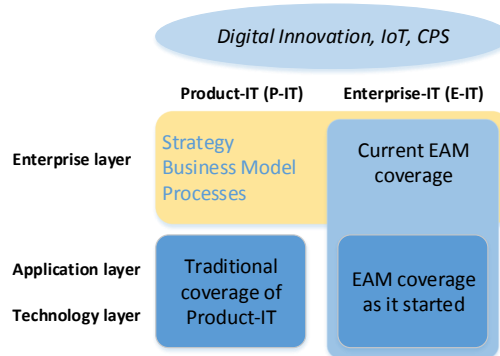 Digital Innovation, IoT, CPS
Product-IT (P-IT)
Enterprise-IT (E-IT)
Enterprise layer
Strategy
Business Model
Processes
Current EAM
coverage
Application layer
Technology layer
Traditional
coverage of
Product-IT
EAM coverage
as it started